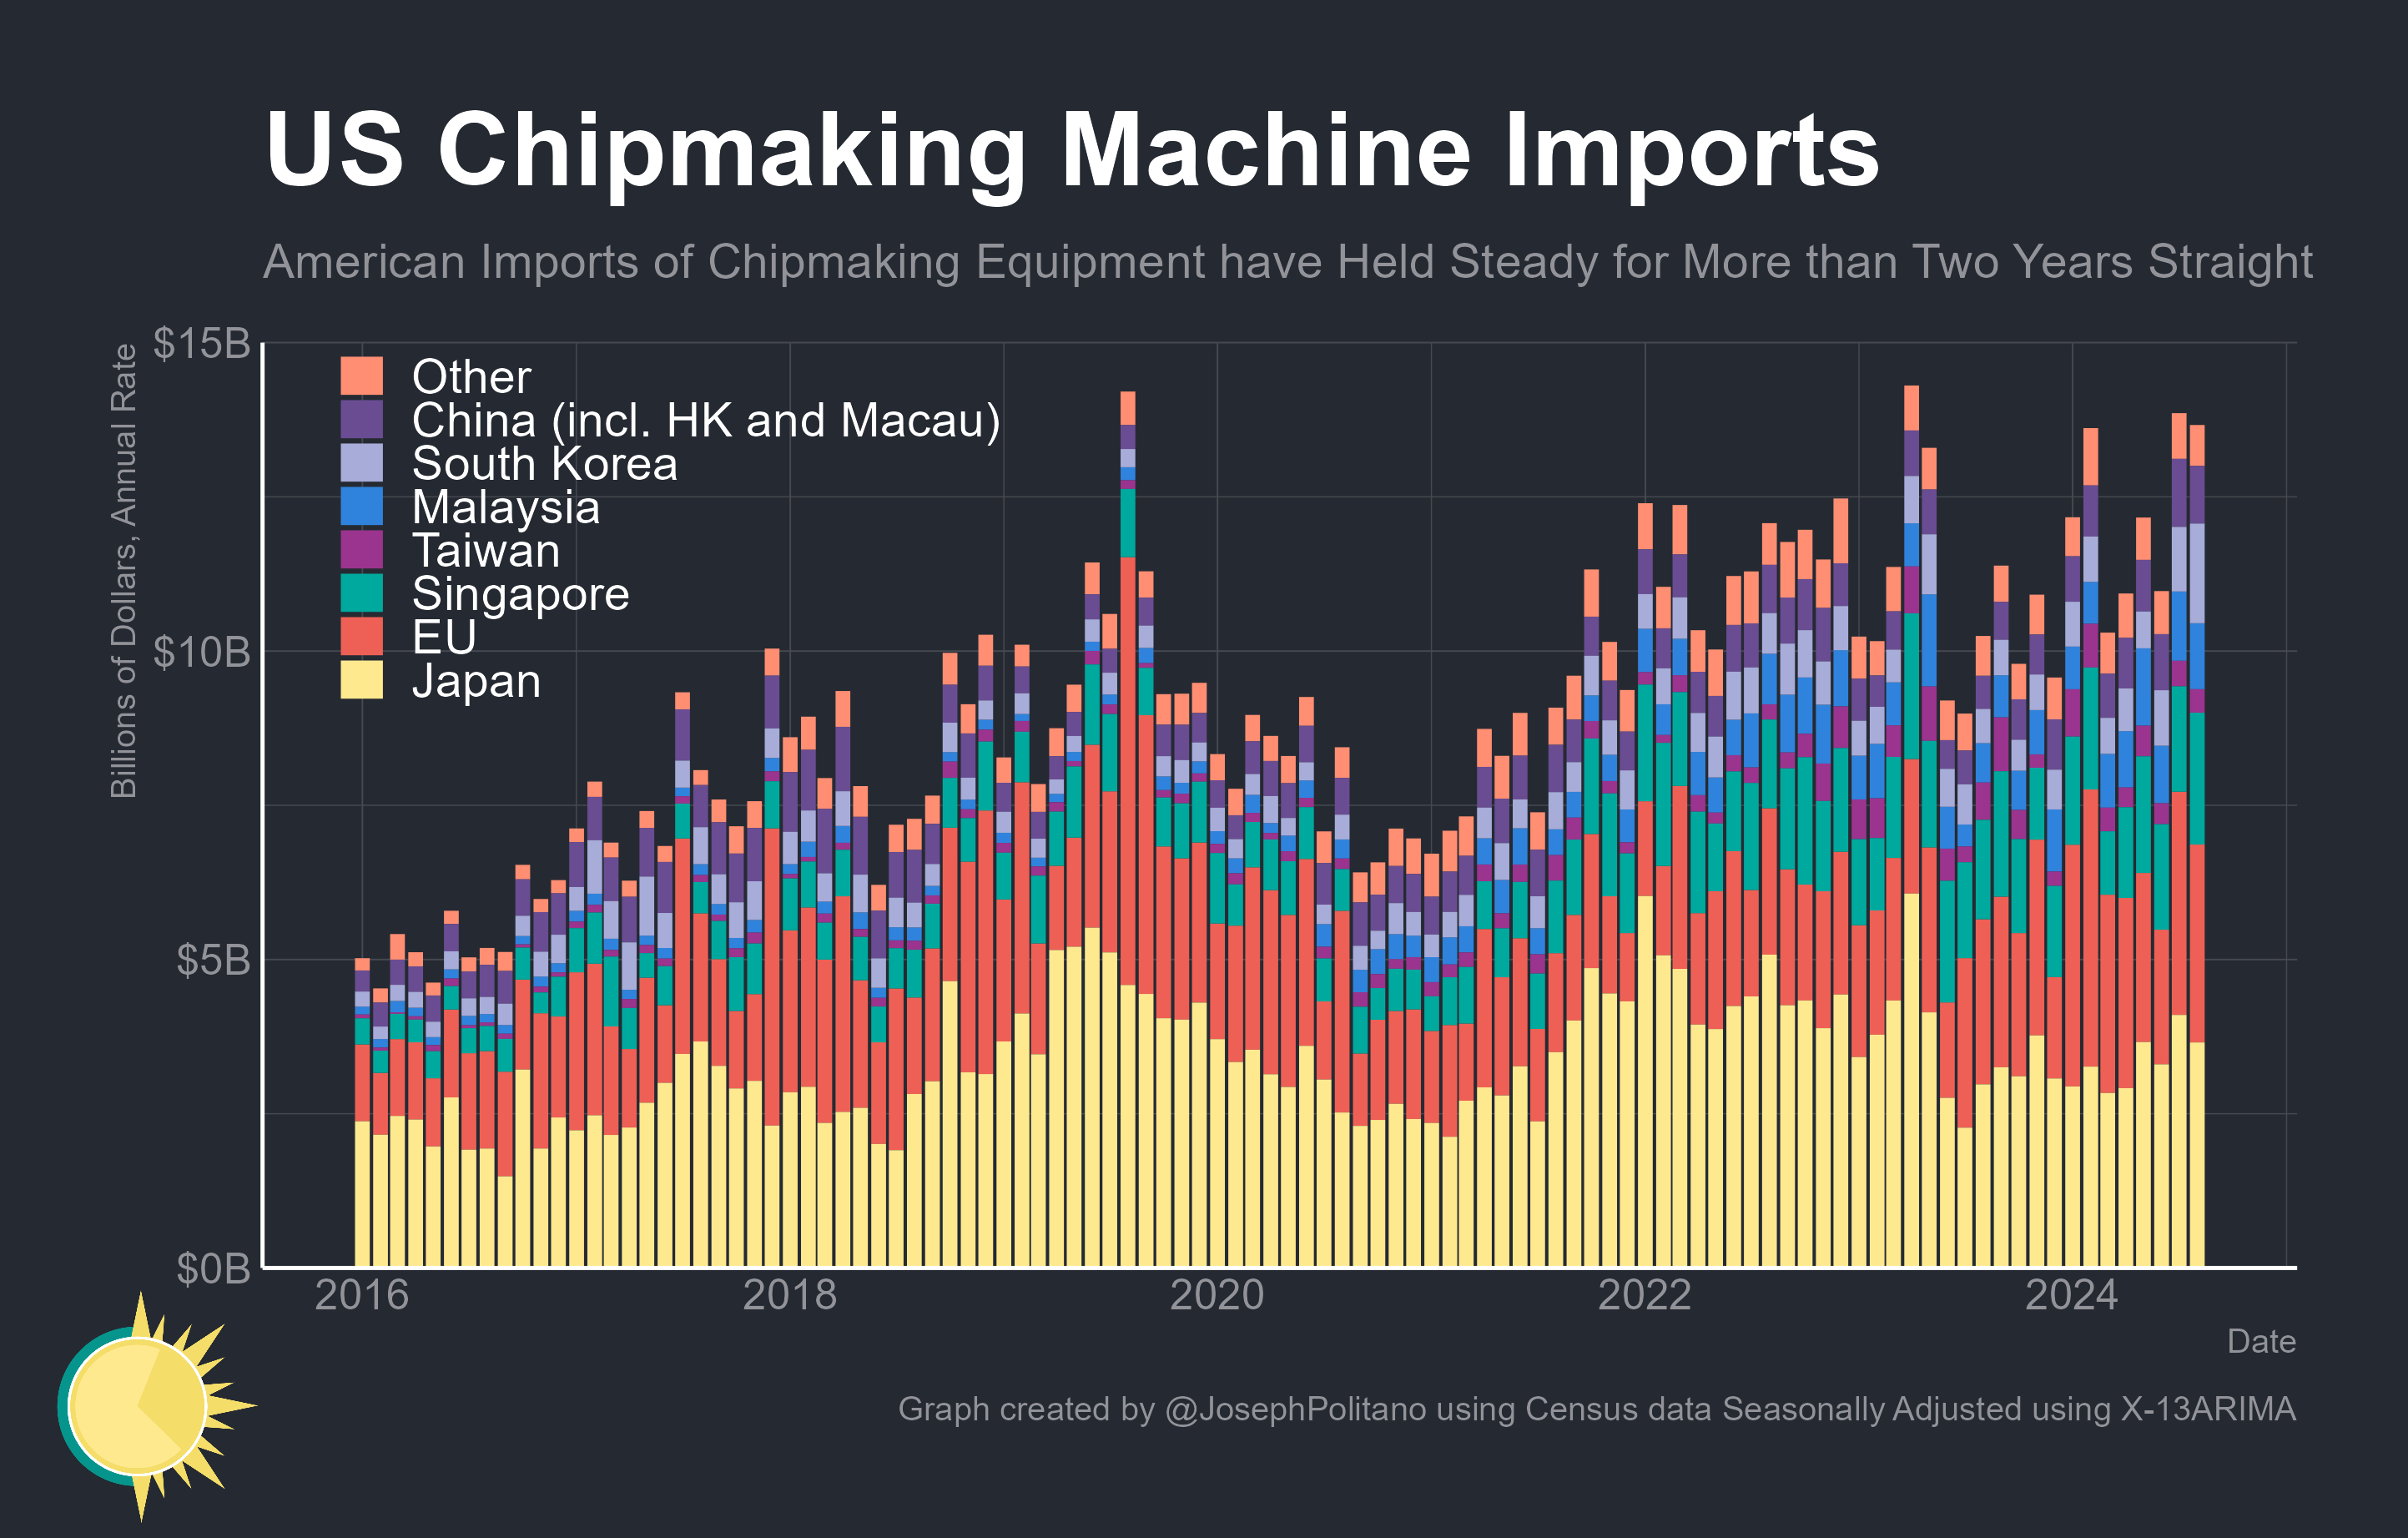 US Chipmaking Machine Imports
American Imports of Chipmaking Equipment have Held Steady for More than Two Years Straight
Billions of Dollars, Annual Rate
$15B
$10B
$5B
$0B
Other
China (incl. HK and Macau)
South Korea
Malaysia
Taiwan
Singapore
EU
Japan
2016 2018 2020 2022 2024
Date
Graph created by @JosephPolitano using Census data Seasonally Adjusted using X-13ARIMA